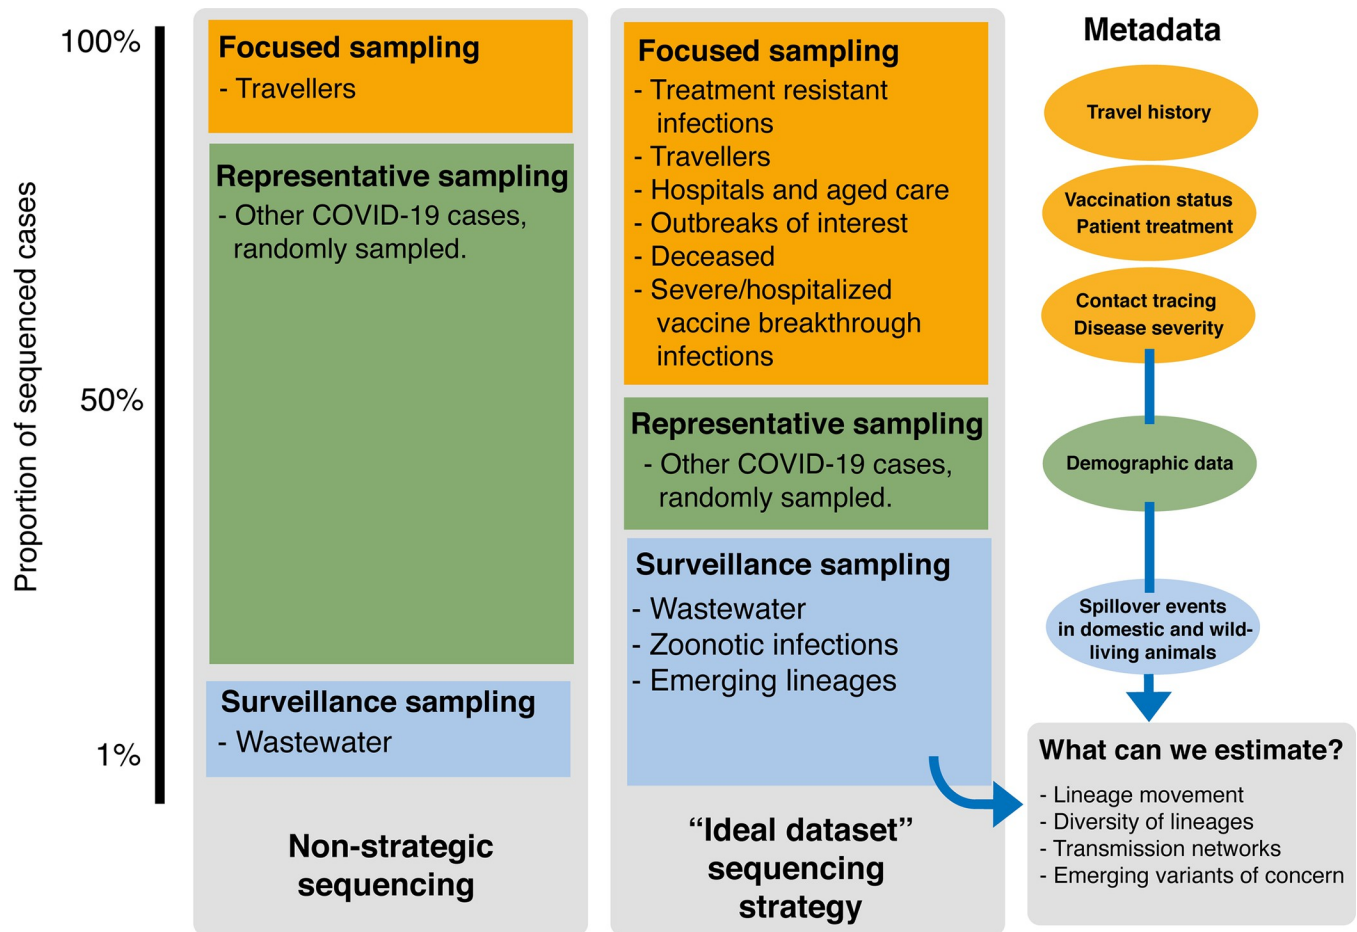 Proportion of sequenced cases
100%
50%
1%
Focused sampling
- Travellers
Representative sampling
- Other COVID-19 cases,
randomly sampled.
Surveillance sampling
- Wastewater
Non-strategic
sequencing
Focused sampling
- Treatment resistant
infections
- Travellers
- Hospitals and aged care
- Outbreaks of interest
- Deceased
- Severe/hospitalized
vaccine breakthrough
infections
Representative sampling
- Other COVID-19 cases,
randomly sampled.
Surveillance sampling
- Wastewater
- Zoonotic infections
- Emerging lineages
“Ideal dataset”
sequencing
strategy
Metadata
Travel history
Vaccination status
Patient treatment
Contact tracing
Disease severity
Demographic data
Spillover events
in domestic and wild-
living animals
What can we estimate?
- Lineage movement
- Diversity of lineages
- Transmission networks
- Emerging variants of concern